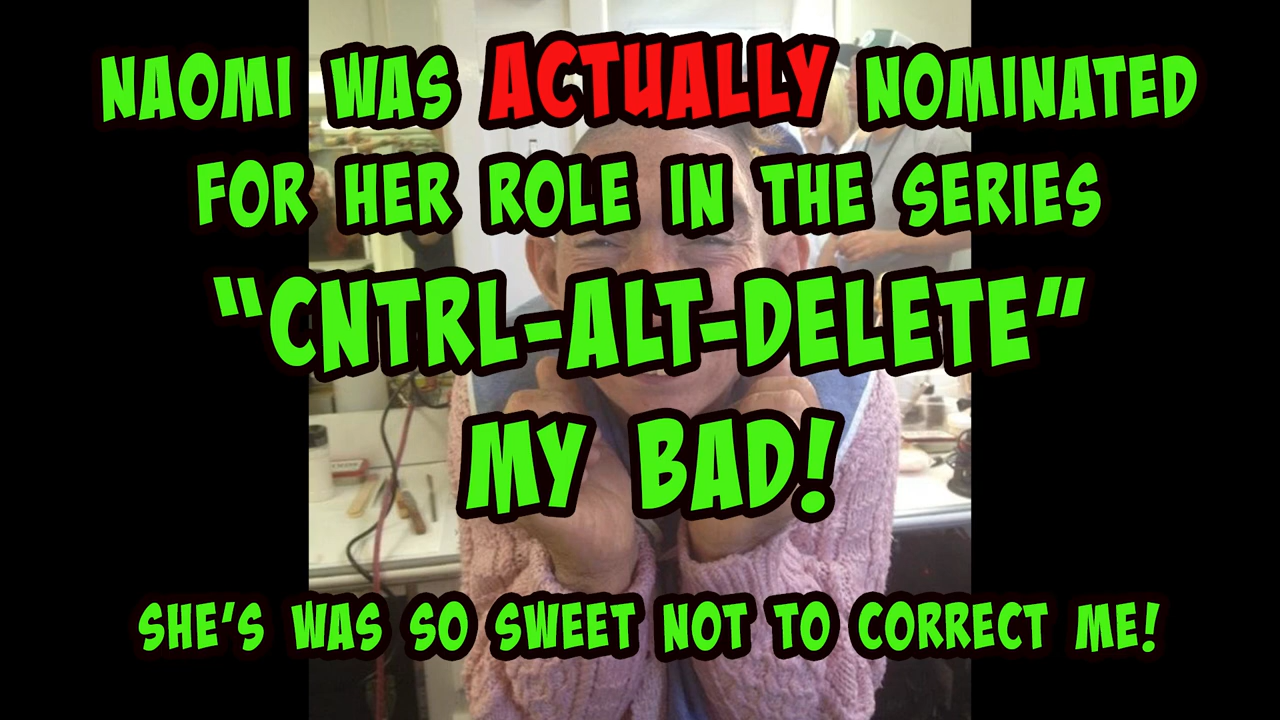 NAOMI WAS ACTUALLY NOMINATED
FOR HER ROLE IN THE SERIES
"CNTRL-ALT-DELETE"
MY BAD!
SHE'S WAS SO SWEET NOT TO CORRECT ME!